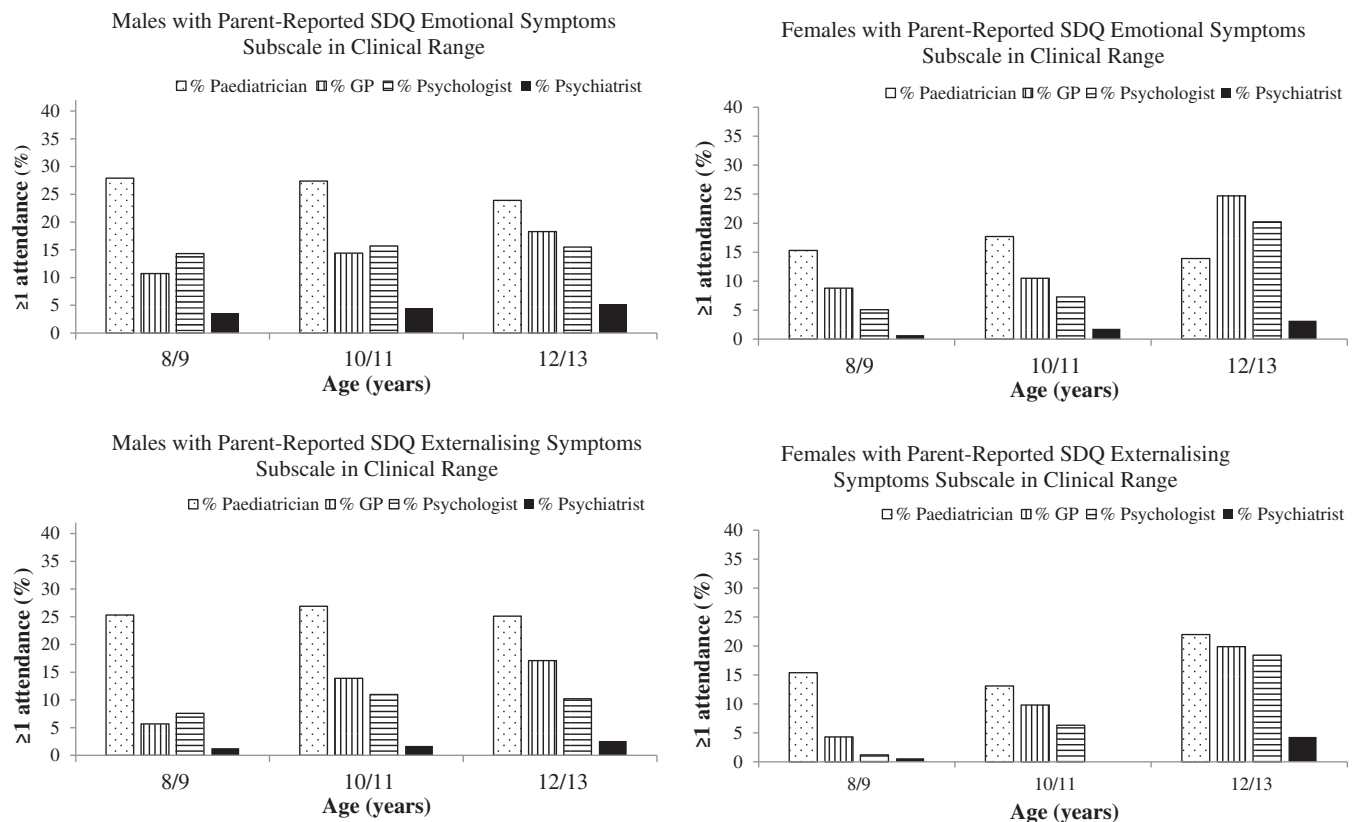 Males with Parent-Reported SDQ Emotional Symptoms
Subscale in Clinical Range
% Paediatrician % GP % Psychologist % Psychiatrist
40
35
30
25
20
15
10
5
0
≥1 attendance (%)
8/9 10/11 12/13
Age (years)
Females with Parent-Reported SDQ Emotional Symptoms
Subscale in Clinical Range
% Paediatrician % GP % Psychologist % Psychiatrist
40
35
30
25
20
15
10
5
0
≥1 attendance (%)
8/9 10/11 12/13
Age (years)
Males with Parent-Reported SDQ Externalising Symptoms
Subscale in Clinical Range
% Paediatrician % GP % Psychologist % Psychiatrist
40
35
30
25
20
15
10
5
0
≥1 attendance (%)
8/9 10/11 12/13
Age (years)
Females with Parent-Reported SDQ Externalising
Symptoms Subscale in Clinical Range
% Paediatrician % GP % Psychologist % Psychiatrist
40
35
30
25
20
15
10
5
0
≥1 attendance (%)
8/9 10/11 12/13
Age (years)